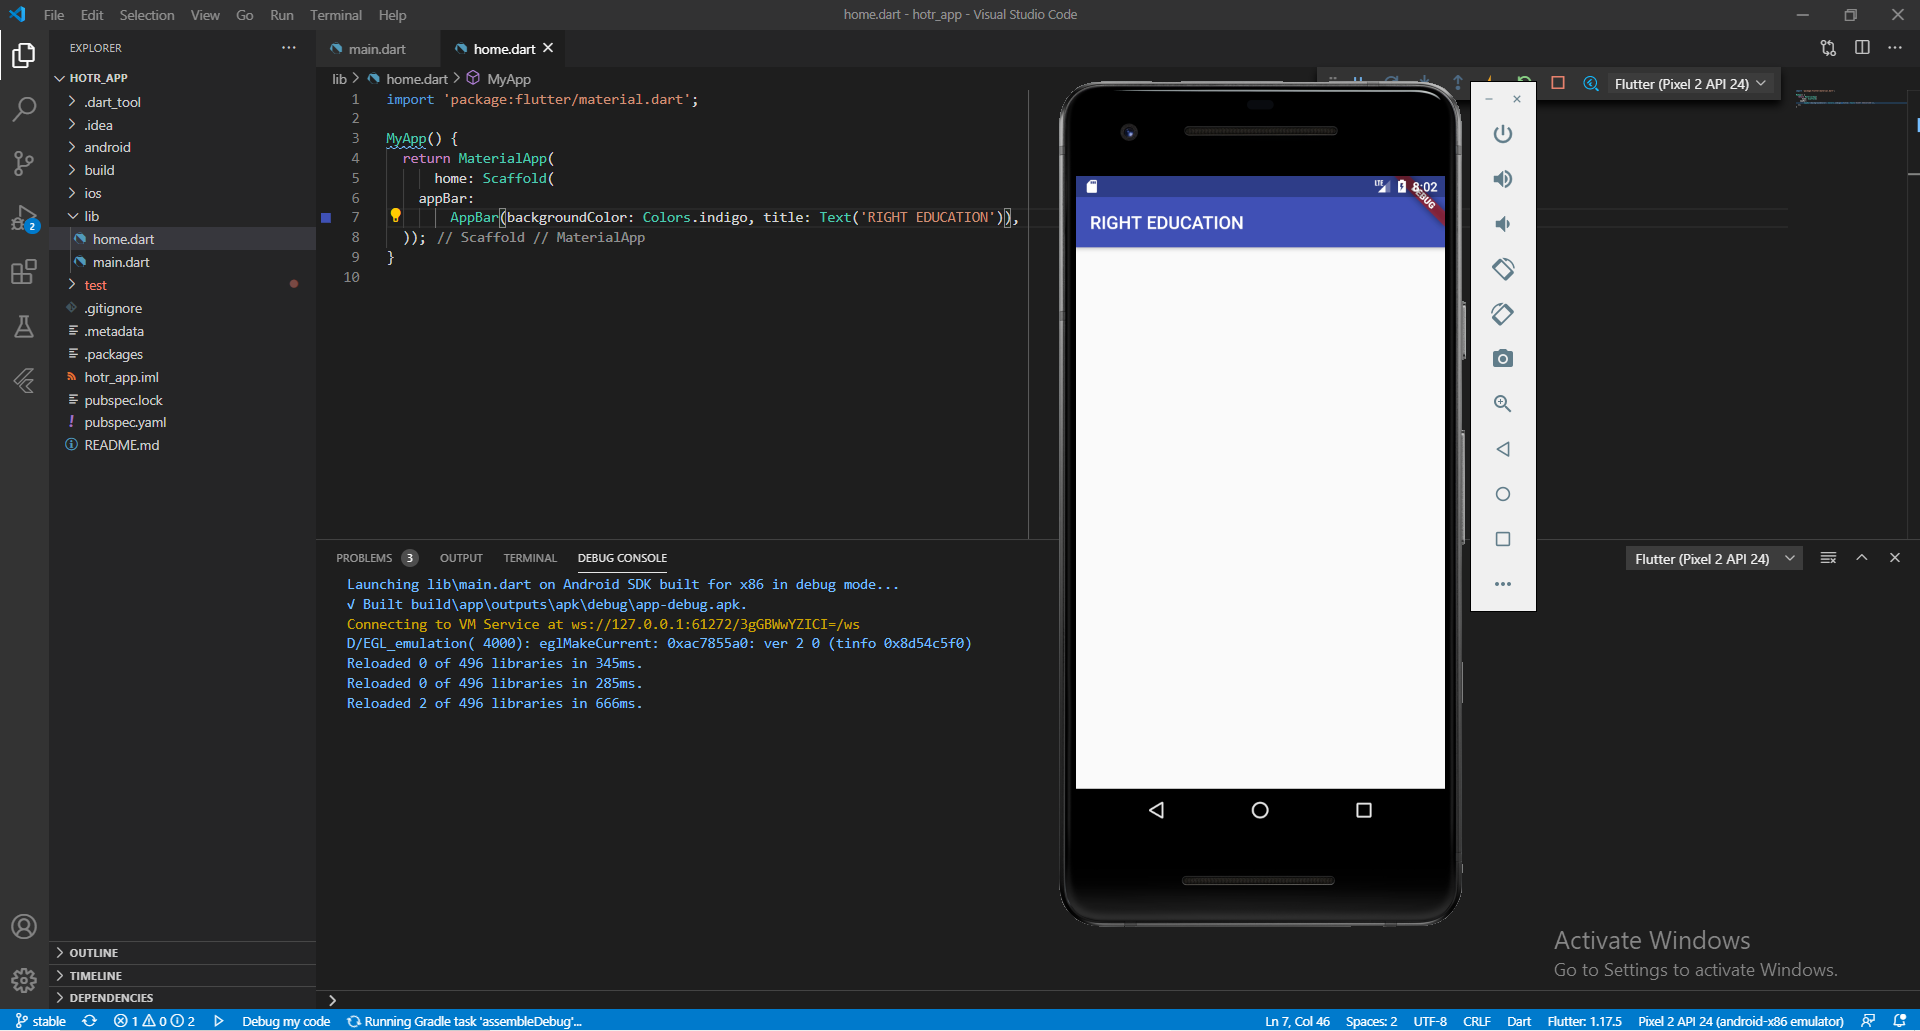 File Edit Selection View Go Run Terminal Help
home.dart - hotr_app - Visual Studio Code
EXPLORER
HOTR_APP
.dart_tool
.idea
android
build
ios
lib
home.dart
main.dart
test
.gitignore
.metadata
.packages
hotr_app.iml
pubspec.lock
pubspec.yaml
README.md
OUTLINE
TIMELINE
DEPENDENCIES
2
main.dart
home.dart
lib > home.dart > MyApp
1 import 'package:flutter/material.dart';
2
3 MyApp() {
4 return MaterialApp(
5 home: Scaffold(
6 appBar:
7 AppBar(backgroundColor: Colors.indigo, title: Text('RIGHT EDUCATION')),
8 )); // Scaffold // MaterialApp
9 }
10
Flutter (Pixel 2 API 24)
LTE 8:02
DEBUG
RIGHT EDUCATION
PROBLEMS 3 OUTPUT TERMINAL DEBUG CONSOLE
Flutter (Pixel 2 API 24)
Launching lib\main.dart on Android SDK built for x86 in debug mode...
√ Built build\app\outputs\apk\debug\app-debug.apk.
Connecting to VM Service at ws://127.0.0.1:61272/3gGBWwYZICI=/ws
D/EGL_emulation( 4000): eglMakeCurrent: 0xac7855a0: ver 2 0 (tinfo 0x8d54c5f0)
Reloaded 0 of 496 libraries in 345ms.
Reloaded 0 of 496 libraries in 285ms.
Reloaded 2 of 496 libraries in 666ms.
Activate Windows
Go to Settings to activate Windows.
stable 1 0 2 Debug my code Running Gradle task 'assembleDebug'...
Ln 7, Col 46 Spaces: 2 UTF-8 CRLF Dart Flutter: 1.17.5 Pixel 2 API 24 (android-x86 emulator)